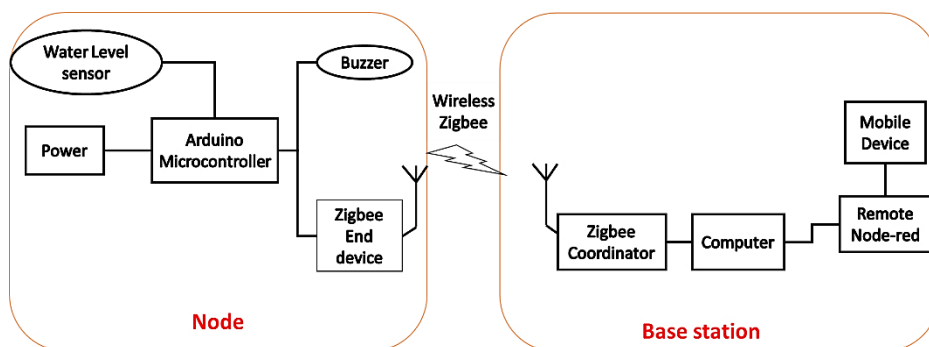 Water Level
sensor
Buzzer
Power
Arduino
Microcontroller
Zigbee
End
device
Node
Wireless
Zigbee
Mobile
Device
Zigbee
Coordinator
Computer
Remote
Node-red
Base station